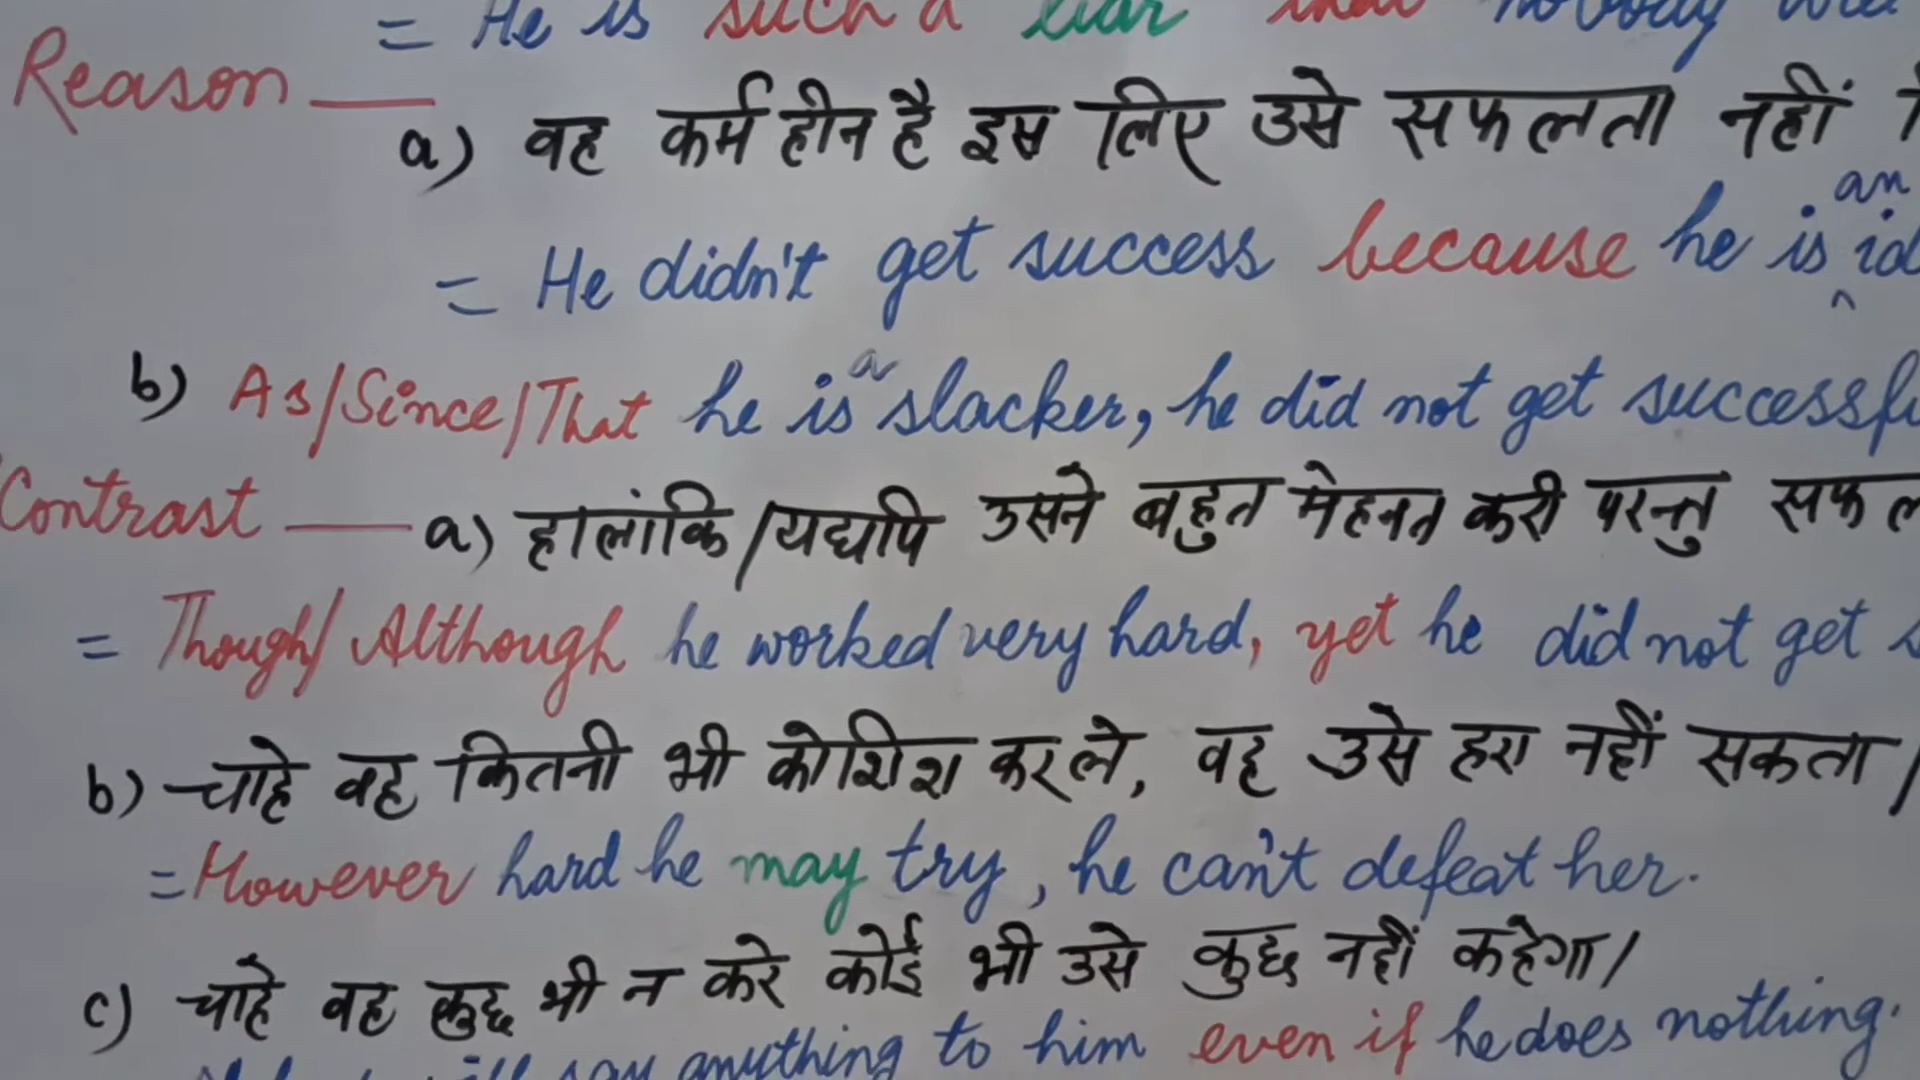 = He is such a liar that nobody
Reason —— a) वह कर्म हीन है इस लिए उसे सफलता नहीं
= He didn't get success because he is an
b) As/Since/That he is a slacker, he did not get
Contrast —— a) हालांकि/यद्यपि उसने बहुत मेहनत करी परन्तु
= Though/Although he worked very hard, yet he did not get
b) चाहे वह कितनी भी कोशिश करले, वह उसे हरा नहीं सकता।
= However hard he may try, he can't defeat her.
c) चाहे वह कुछ भी न करे कोई भी उसे कुछ नहीं कहेगा।
say anything to him even if he does nothing.